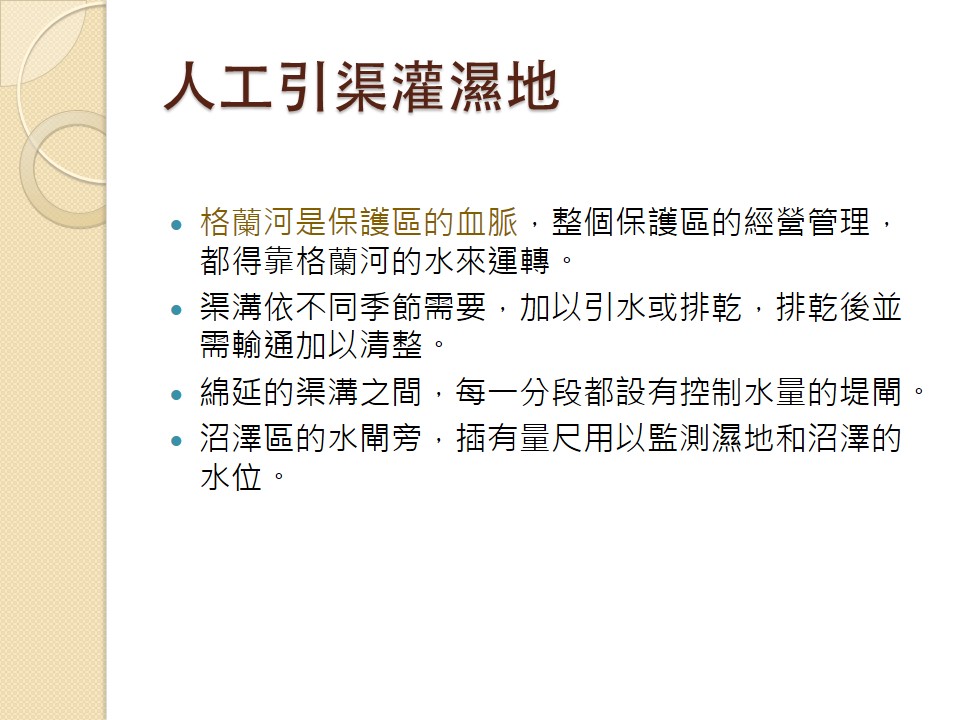 人工引渠灌濕地
格蘭河是保護區的血脈，整個保護區的經營管理，
都得靠格蘭河的水來運轉。
渠溝依不同季節需要，加以引水或排乾，排乾後並
需輸通加以清整。
綿延的渠溝之間，每一分段都設有控制水量的堤閘。
沼澤區的水閘旁，插有量尺用以監測濕地和沼澤的
水位。